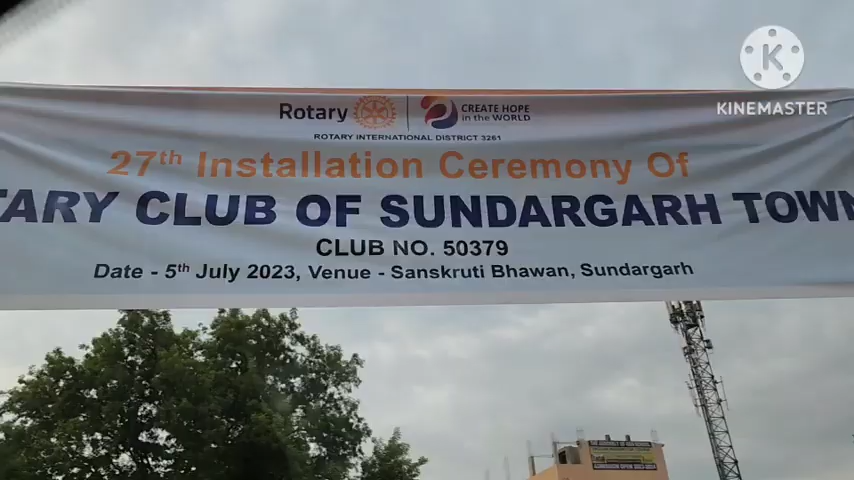 K
KINEMASTER
Rotary CREATE HOPE in the WORLD
ROTARY INTERNATIONAL DISTRICT 3261
27th Installation Ceremony Of
TARY CLUB OF SUNDARGARH TOWN
CLUB NO. 50379
Date - 5th July 2023, Venue - Sanskruti Bhawan, Sundargarh